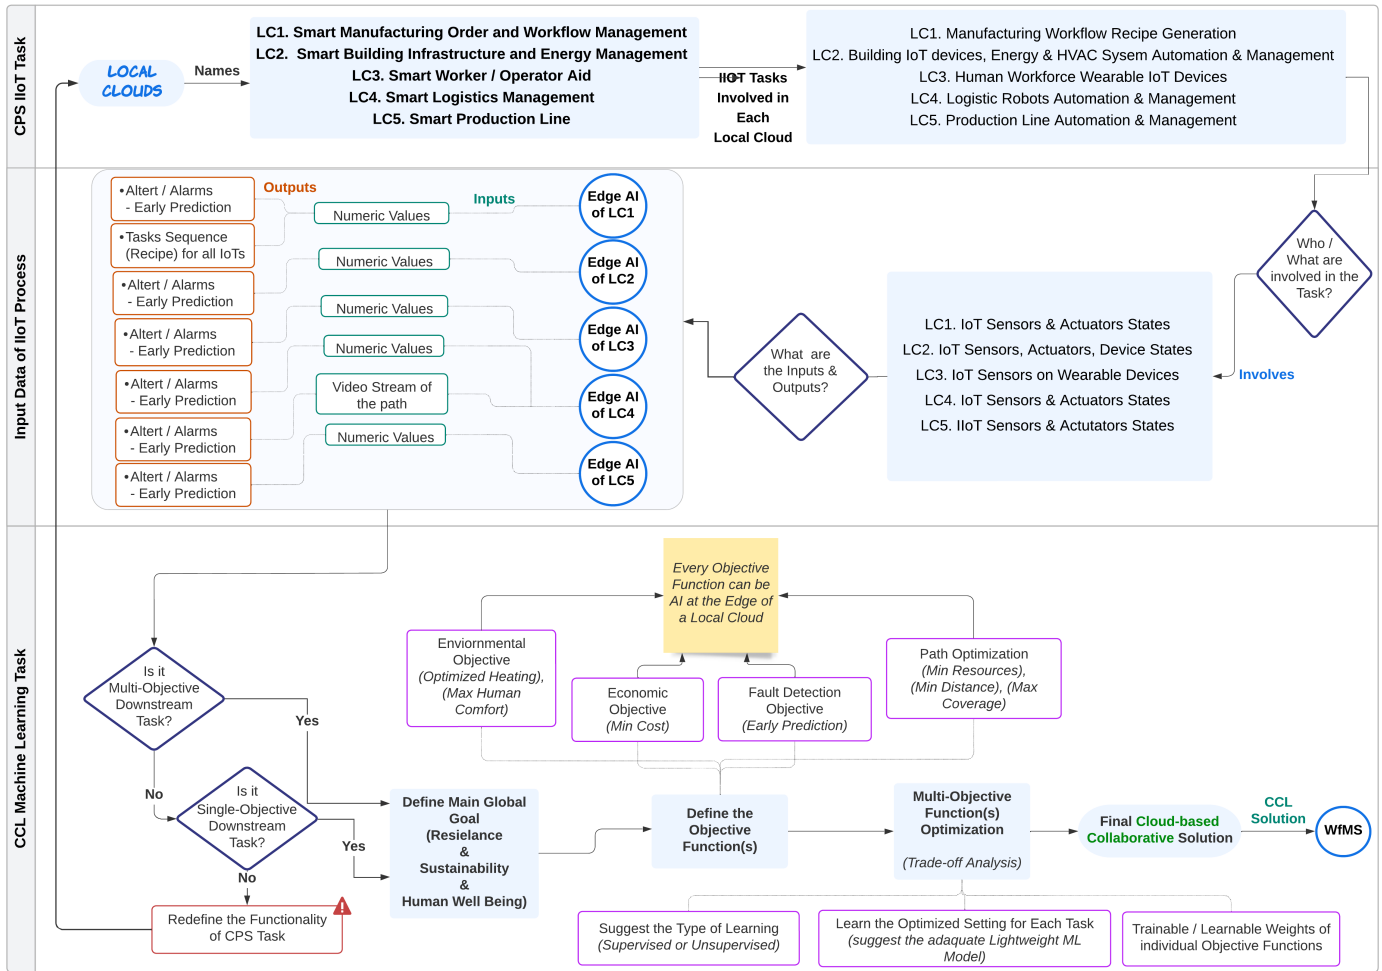 CPS IIoT Task
LOCAL
CLOUDS
Names
LC1. Smart Manufacturing Order and Workflow Management
LC2. Smart Building Infrastructure and Energy Management
LC3. Smart Worker / Operator Aid
LC4. Smart Logistics Management
LC5. Smart Production Line
IIOT Tasks
Involved in
Each
Local Cloud
LC1. Manufacturing Workflow Recipe Generation
LC2. Building IoT devices, Energy & HVAC Sysem Automation & Management
LC3. Human Workforce Wearable IoT Devices
LC4. Logistic Robots Automation & Management
LC5. Production Line Automation & Management
Input Data of IIoT Process
•Altert / Alarms
- Early Prediction
•Tasks Sequence
(Recipe) for all IoTs
•Altert / Alarms
- Early Prediction
•Altert / Alarms
- Early Prediction
•Altert / Alarms
- Early Prediction
•Altert / Alarms
- Early Prediction
•Altert / Alarms
- Early Prediction
Outputs
Inputs
Numeric Values
Numeric Values
Numeric Values
Numeric Values
Video Stream of
the path
Numeric Values
Edge AI
of LC1
Edge AI
of LC2
Edge AI
of LC3
Edge AI
of LC4
Edge AI
of LC5
What are
the Inputs &
Outputs?
LC1. IoT Sensors & Actuators States
LC2. IoT Sensors, Actuators, Device States
LC3. IoT Sensors on Wearable Devices
LC4. IoT Sensors & Actuators States
LC5. IIoT Sensors & Actutators States
Involves
Who /
What are
involved in the
Task?
CCL Machine Learning Task
Is it
Multi-Objective
Downstream
Task?
Yes
No
Is it
Single-Objective
Downstream
Task?
Yes
No
Redefine the Functionality
of CPS Task
Define Main Global
Goal
(Resielance
&
Sustainability
&
Human Well Being)
Every Objective
Function can be
AI at the Edge of
a Local Cloud
Enviornmental
Objective
(Optimized Heating),
(Max Human
Comfort)
Economic
Objective
(Min Cost)
Fault Detection
Objective
(Early Prediction)
Path Optimization
(Min Resources),
(Min Distance), (Max
Coverage)
Define the
Objective
Function(s)
Multi-Objective
Function(s)
Optimization
(Trade-off Analysis)
Final Cloud-based
Collaborative Solution
CCL
Solution
WfMS
Suggest the Type of Learning
(Supervised or Unsupervised)
Learn the Optimized Setting for Each Task
(suggest the adaquate Lightweight ML
Model)
Trainable / Learnable Weights of
individual Objective Functions